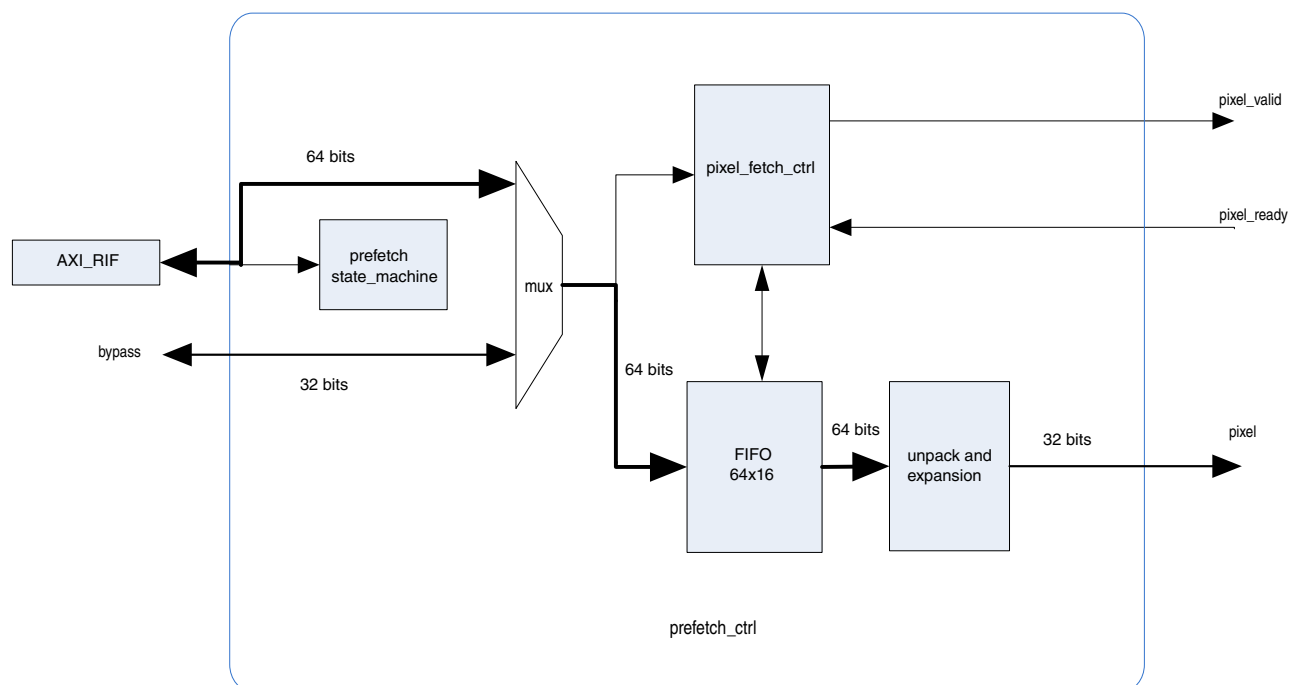 pixel_valid
64 bits
pixel_fetch_ctrl
pixel_ready
AXI_RIF
prefetch
state_machine
mux
bypass
32 bits
64 bits
FIFO
64x16
64 bits
unpack and
expansion
32 bits
pixel
prefetch_ctrl